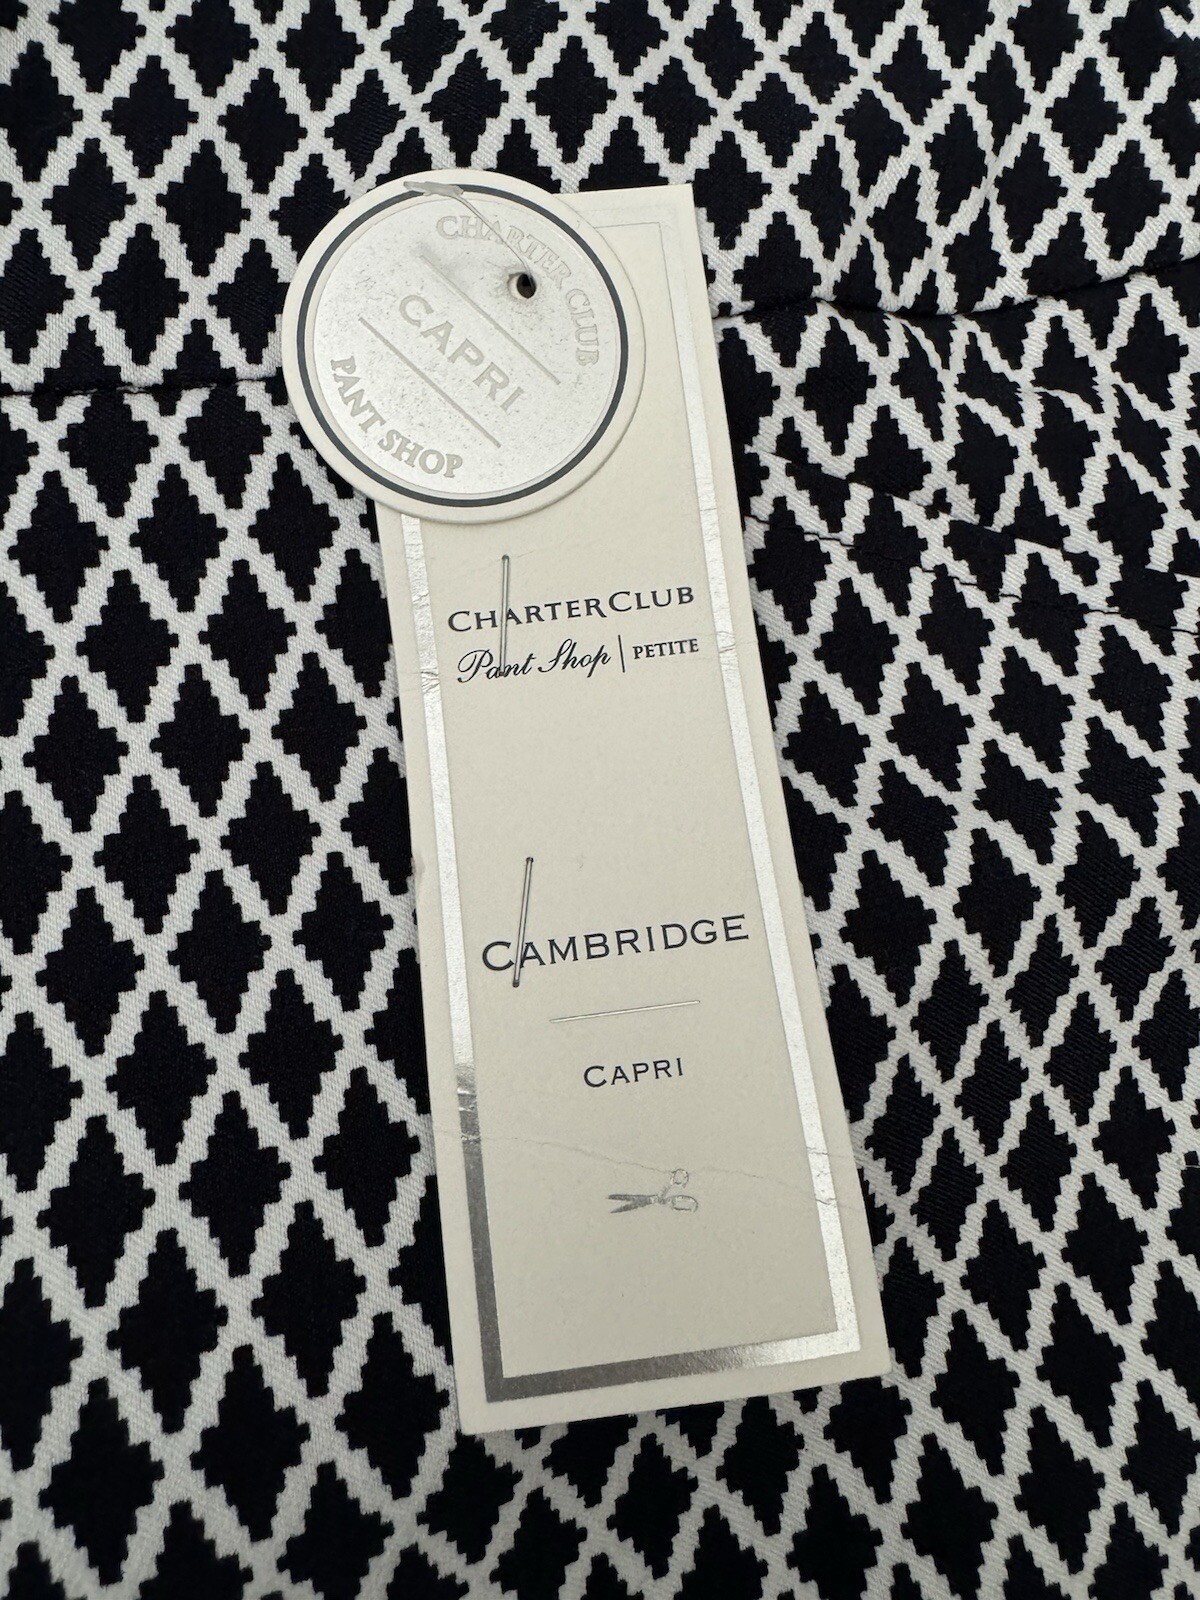 CHARTER CLUB
CAPRI
PANT SHOP
CHARTER CLUB
Pant Shop | PETITE
CAMBRIDGE
CAPRI